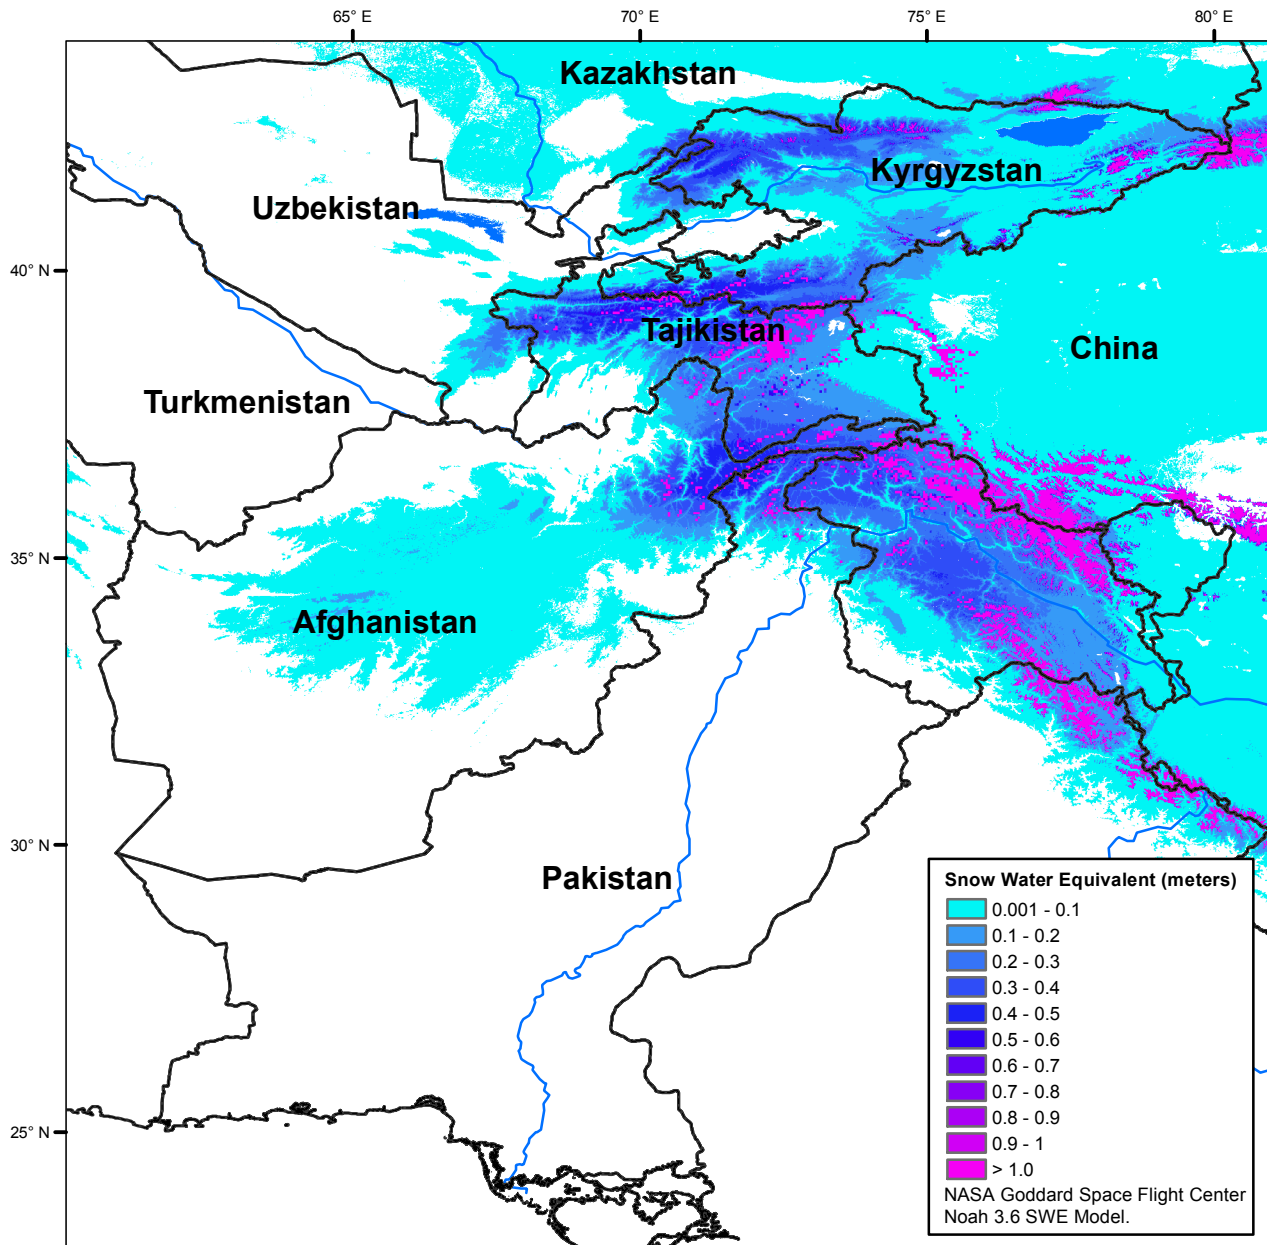 65° E
70° E
75° E
80° E
Kazakhstan
Kyrgyzstan
Uzbekistan
40° N
Tajikistan
China
Turkmenistan
35° N
Afghanistan
30° N
Pakistan
25° N
Snow Water Equivalent (meters)
0.001 - 0.1
0.1 - 0.2
0.2 - 0.3
0.3 - 0.4
0.4 - 0.5
0.5 - 0.6
0.6 - 0.7
0.7 - 0.8
0.8 - 0.9
0.9 - 1
> 1.0
NASA Goddard Space Flight Center
Noah 3.6 SWE Model.